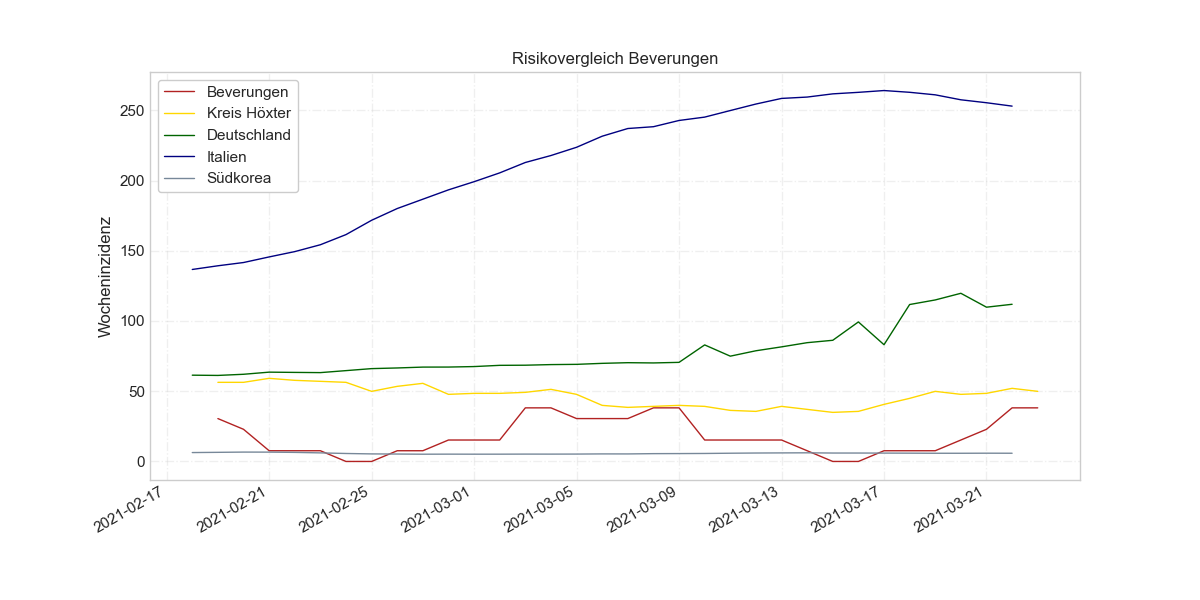 Risikovergleich Beverungen
Beverungen
Kreis Höxter
Deutschland
Italien
Südkorea
Wocheninzidenz
250
200
150
100
50
0
2021-02-17
2021-02-21
2021-02-25
2021-03-01
2021-03-05
2021-03-09
2021-03-13
2021-03-17
2021-03-21